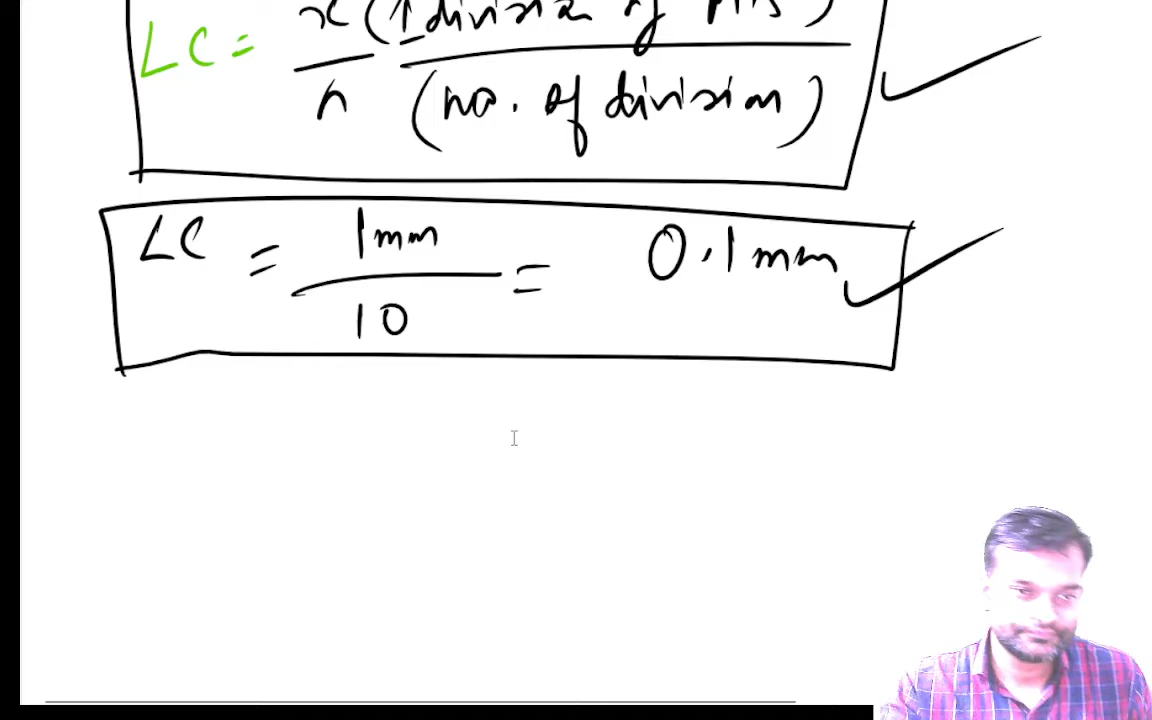 LC = x (1 division of MS)
n (no. of division)
LC = 1mm = 0.1mm
10